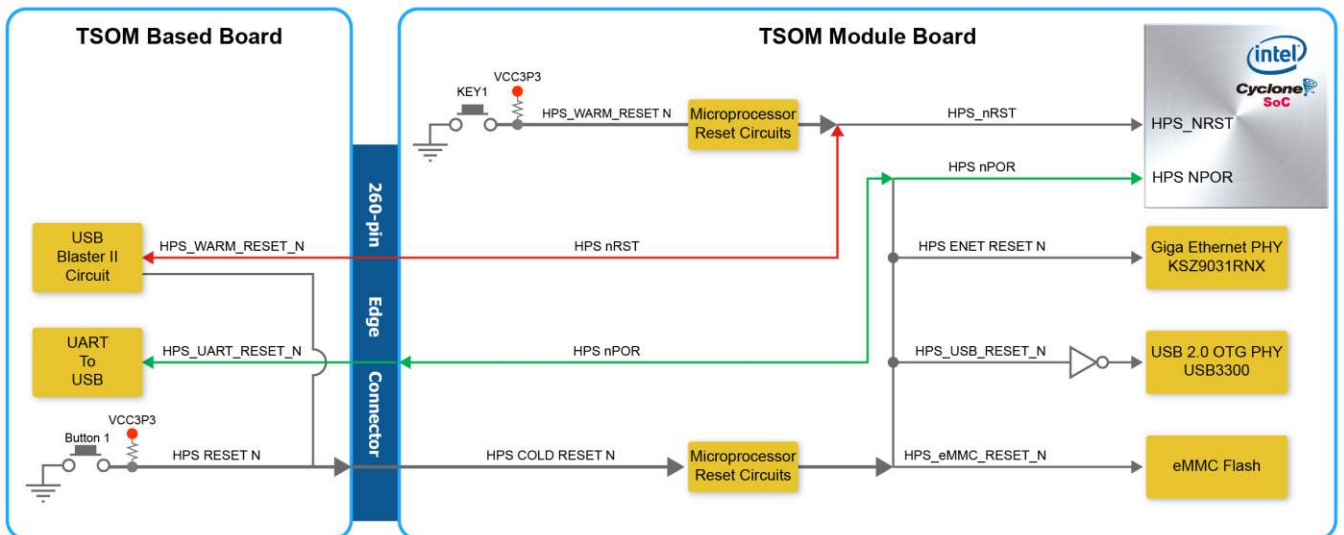 TSOM Based Board
TSOM Module Board
intel
Cyclone
SoC
VCC3P3
KEY1
HPS_WARM_RESET N
Microprocessor
Reset Circuits
HPS_nRST
HPS_NRST
HPS nPOR
HPS NPOR
260-pin Edge Connector
USB
Blaster II
Circuit
HPS_WARM_RESET_N
HPS nRST
HPS ENET RESET N
Giga Ethernet PHY
KSZ9031RNX
UART
To
USB
HPS_UART_RESET_N
HPS nPOR
HPS_USB_RESET_N
USB 2.0 OTG PHY
USB3300
VCC3P3
Button 1
HPS RESET N
HPS COLD RESET N
Microprocessor
Reset Circuits
HPS_eMMC_RESET_N
eMMC Flash